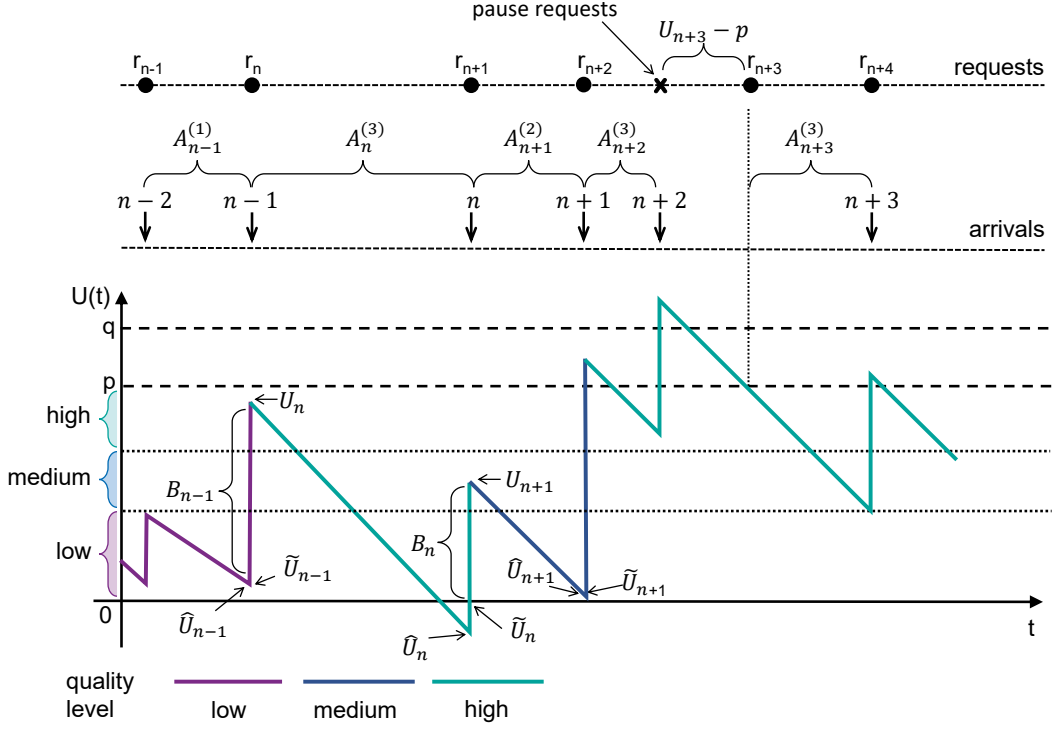 pause requests
U_{n+3} − p
r_{n-1} r_n r_{n+1} r_{n+2} r_{n+3} r_{n+4} requests
A_{n−1}^{(1)} A_n^{(3)} A_{n+1}^{(2)} A_{n+2}^{(3)} A_{n+3}^{(3)}
n − 2 n − 1 n n + 1 n + 2 n + 3
arrivals
U(t)
q
p
U_n
high
medium
B_{n−1} U_{n+1}
low
B_n
Ũ_{n−1} Û_{n+1} Ũ_{n+1}
0
Û_{n−1} Ũ_n t
Û_n
quality
level
low medium high